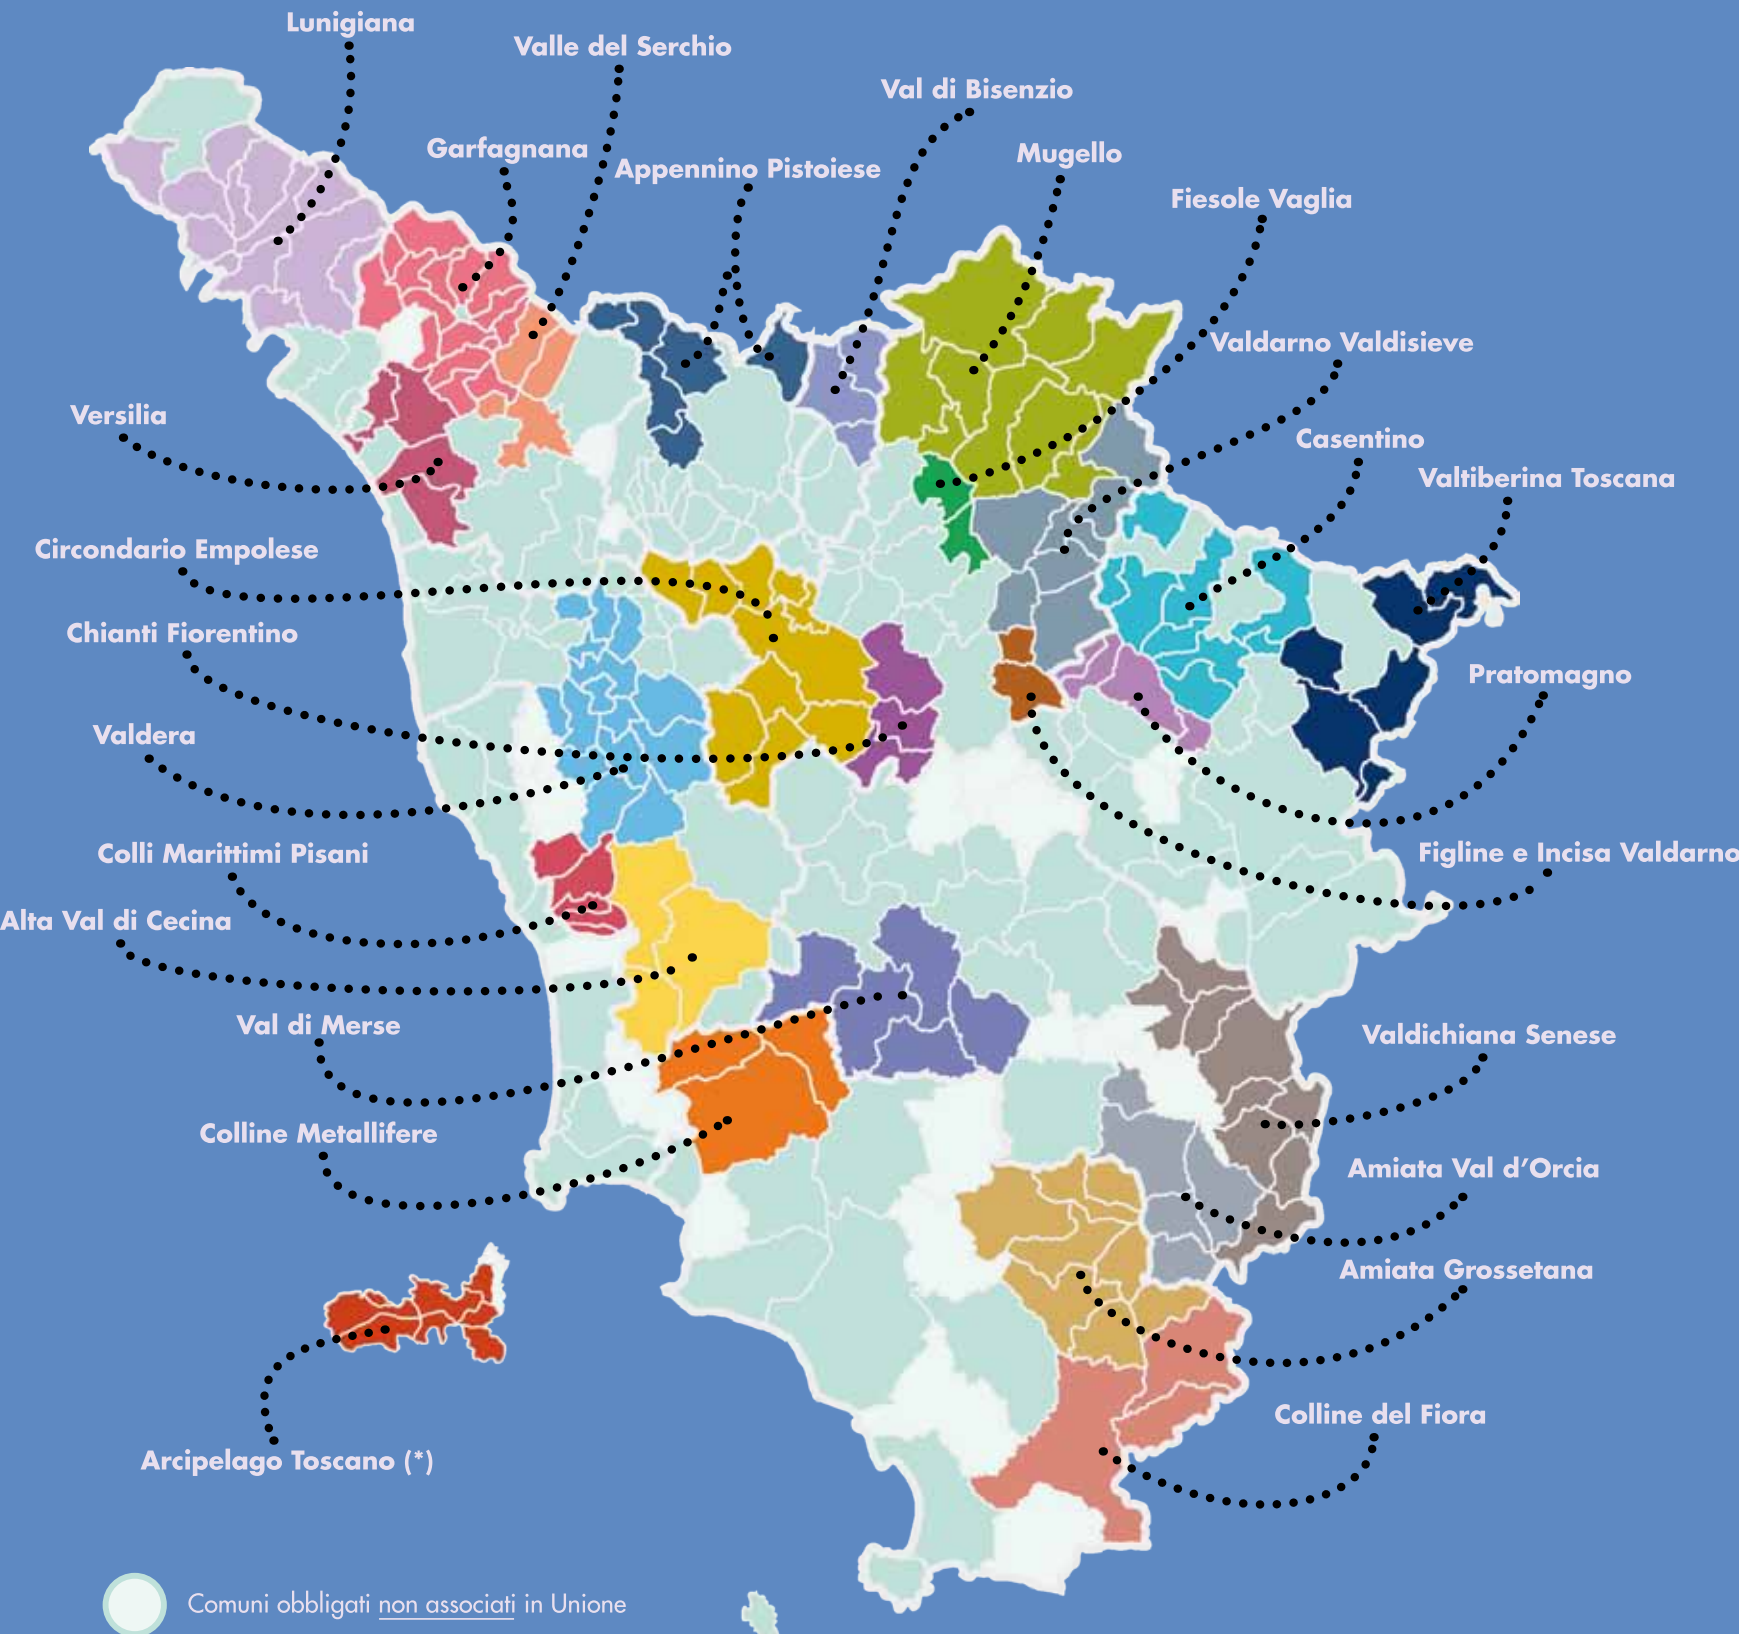 Lunigiana
Valle del Serchio
Val di Bisenzio
Garfagnana
Mugello
Appennino Pistoiese
Fiesole Vaglia
Valdarno Valdisieve
Versilia
Casentino
Valtiberina Toscana
Circondario Empolese
Chianti Fiorentino
Pratomagno
Valdera
Colli Marittimi Pisani
Figline e Incisa Valdarno
Alta Val di Cecina
Val di Merse
Valdichiana Senese
Colline Metallifere
Amiata Val d’Orcia
Amiata Grossetana
Colline del Fiora
Arcipelago Toscano (*)
Comuni obbligati non associati in Unione